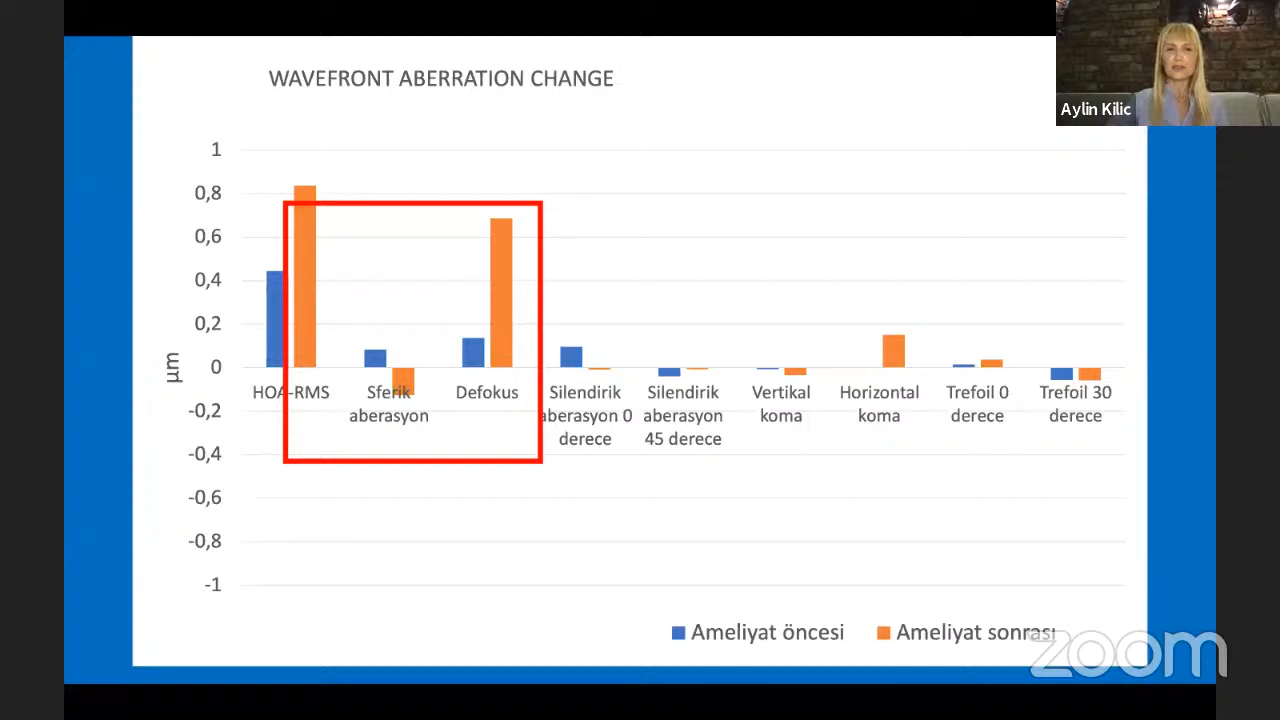 WAVEFRONT ABERRATION CHANGE
Aylin Kilic
1
0,8
0,6
0,4
0,2
0
-0,2
-0,4
-0,6
-0,8
-1
µm
HOA-RMS
Sferik
aberasyon
Defokus
Silendirik
aberasyon 0
derece
Silendirik
aberasyon
45 derece
Vertikal
koma
Horizontal
koma
Trefoil 0
derece
Trefoil 30
derece
Ameliyat öncesi
Ameliyat sonrası
zoom